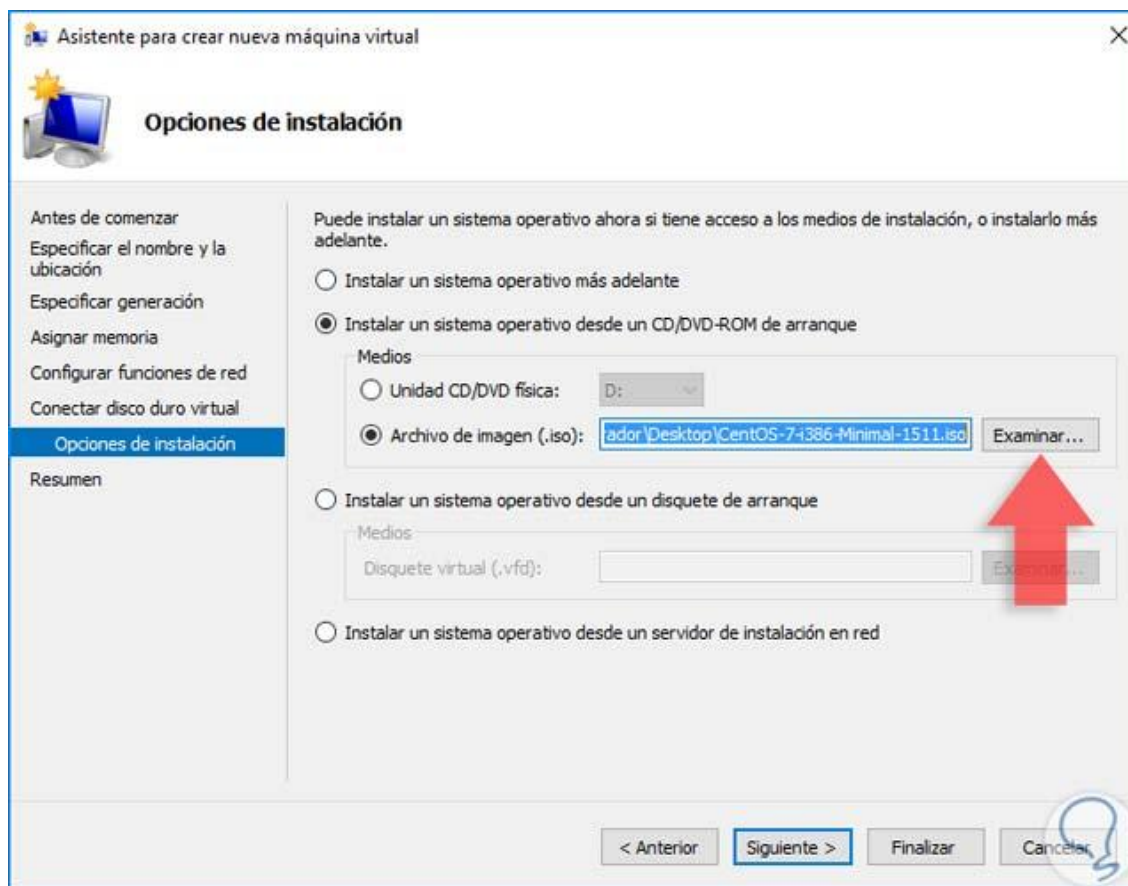 Asistente para crear nueva máquina virtual
Opciones de instalación
Antes de comenzar
Especificar el nombre y la
ubicación
Especificar generación
Asignar memoria
Configurar funciones de red
Conectar disco duro virtual
Opciones de instalación
Resumen
Puede instalar un sistema operativo ahora si tiene acceso a los medios de instalación, o instalarlo más
adelante.
Instalar un sistema operativo más adelante
Instalar un sistema operativo desde un CD/DVD-ROM de arranque
Medios
Unidad CD/DVD física: D:
Archivo de imagen (.iso): ador\Desktop\CentOS-7-i386-Minimal-1511.iso Examinar...
Instalar un sistema operativo desde un disquete de arranque
Medios
Disquete virtual (.vfd): Examinar...
Instalar un sistema operativo desde un servidor de instalación en red
< Anterior Siguiente > Finalizar Cancelar